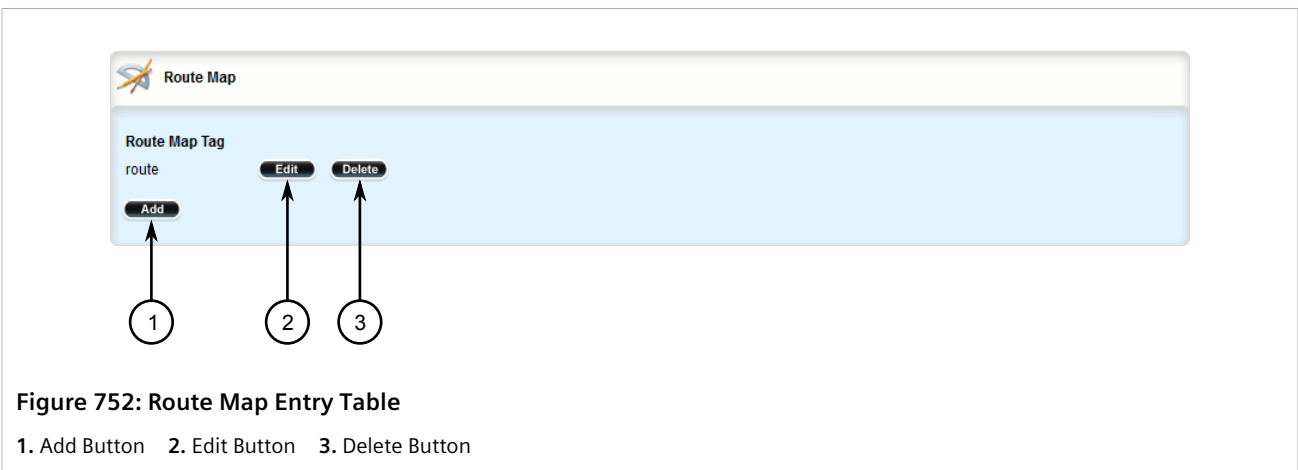 Route Map
Route Map Tag
route Edit Delete
Add
1 2 3
Figure 752: Route Map Entry Table
1. Add Button 2. Edit Button 3. Delete Button